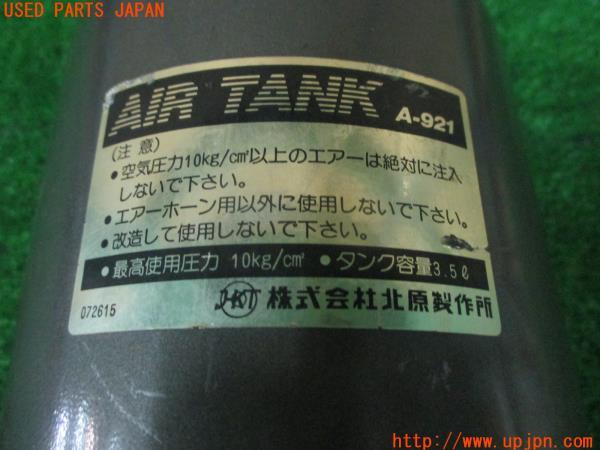 USED PARTS JAPAN
AIR TANK A-921
(注意)
•空気圧力10kg/cm²以上のエアーは絶対に注入
しないで下さい。
•エアーホーン用以外に使用しないで下さい。
•改造して使用しないで下さい。
•最高使用圧力 10kg/cm² •タンク容量3.5ℓ
072615 株式会社北原製作所
http://www.upjpn.com/